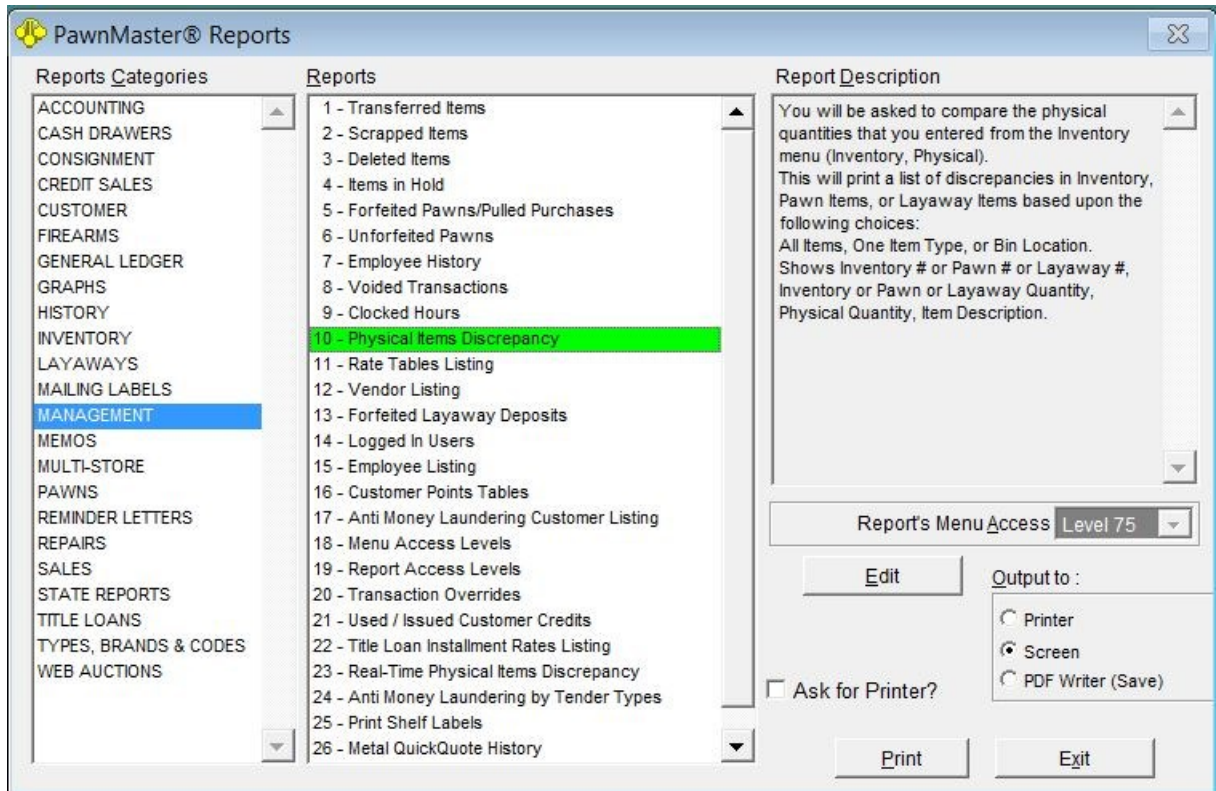 PawnMaster® Reports
Reports Categories
ACCOUNTING
CASH DRAWERS
CONSIGNMENT
CREDIT SALES
CUSTOMER
FIREARMS
GENERAL LEDGER
GRAPHS
HISTORY
INVENTORY
LAYAWAYS
MAILING LABELS
MANAGEMENT
MEMOS
MULTI-STORE
PAWNS
REMINDER LETTERS
REPAIRS
SALES
STATE REPORTS
TITLE LOANS
TYPES, BRANDS & CODES
WEB AUCTIONS
Reports
1 - Transferred Items
2 - Scrapped Items
3 - Deleted Items
4 - Items in Hold
5 - Forfeited Pawns/Pulled Purchases
6 - Unforfeited Pawns
7 - Employee History
8 - Voided Transactions
9 - Clocked Hours
10 - Physical Items Discrepancy
11 - Rate Tables Listing
12 - Vendor Listing
13 - Forfeited Layaway Deposits
14 - Logged In Users
15 - Employee Listing
16 - Customer Points Tables
17 - Anti Money Laundering Customer Listing
18 - Menu Access Levels
19 - Report Access Levels
20 - Transaction Overrides
21 - Used / Issued Customer Credits
22 - Title Loan Installment Rates Listing
23 - Real-Time Physical Items Discrepancy
24 - Anti Money Laundering by Tender Types
25 - Print Shelf Labels
26 - Metal QuickQuote History
Report Description
You will be asked to compare the physical
quantities that you entered from the Inventory
menu (Inventory, Physical).
This will print a list of discrepancies in Inventory,
Pawn Items, or Layaway Items based upon the
following choices:
All Items, One Item Type, or Bin Location.
Shows Inventory # or Pawn # or Layaway #,
Inventory or Pawn or Layaway Quantity,
Physical Quantity, Item Description.
Report's Menu Access Level 75
Edit
Output to :
Printer
Screen
PDF Writer (Save)
Ask for Printer?
Print
Exit